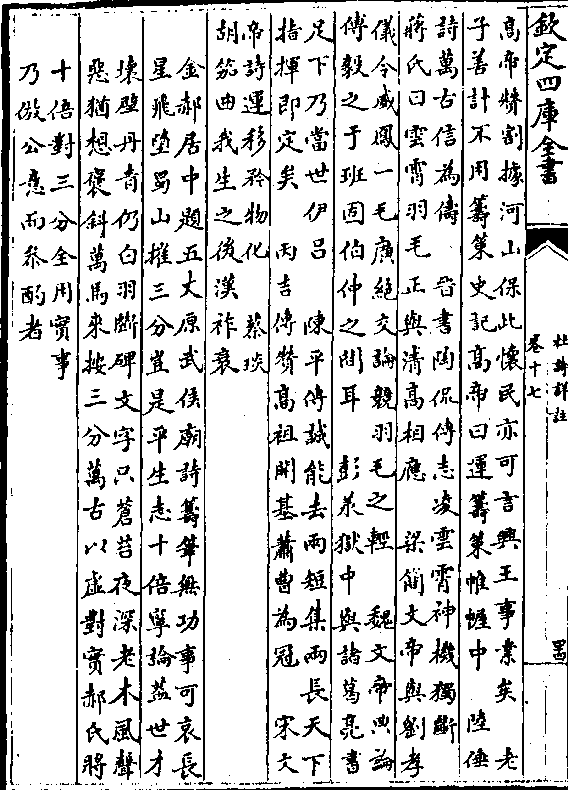 欽定四庫全書
杜詩詳註
卷十七
高帝將割據河山保此懷民亦可言興王事業矣 老
子善計不用籌策史記高帝曰運籌策帷幄中 陸倕
詩萬古信為儔 晉書陶侃傳志凌雲霄神機獨斷
蔣氏曰雲霄羽毛正與清高相應 梁簡文帝與劉孝
儀令威鳳一毛廣絶交論競羽毛之輕 魏文帝典論
傅毅之于班固伯仲之間耳 彭羕獄中與諸葛亮書
足下乃當世伊吕 陳平傳誠能去兩短集兩長天下
指揮即定矣 丙吉傳贊高祖開基蕭曹為冠 宋文
帝詩運移矜物化 蔡琰
胡笳曲我生之後漢祚衰
金郝居中題五丈原武侯廟詩籌筆無功事可哀長
星飛墮蜀山摧三分豈是平生志十倍寧論蓋世才
壊壁丹青仍白羽斷碑文字只蒼苔夜深老木風聲
惡猶想褒斜萬馬來按三分萬古以虚對實郝氏將
十倍對三分全用實事
乃倣公意而叅酌者